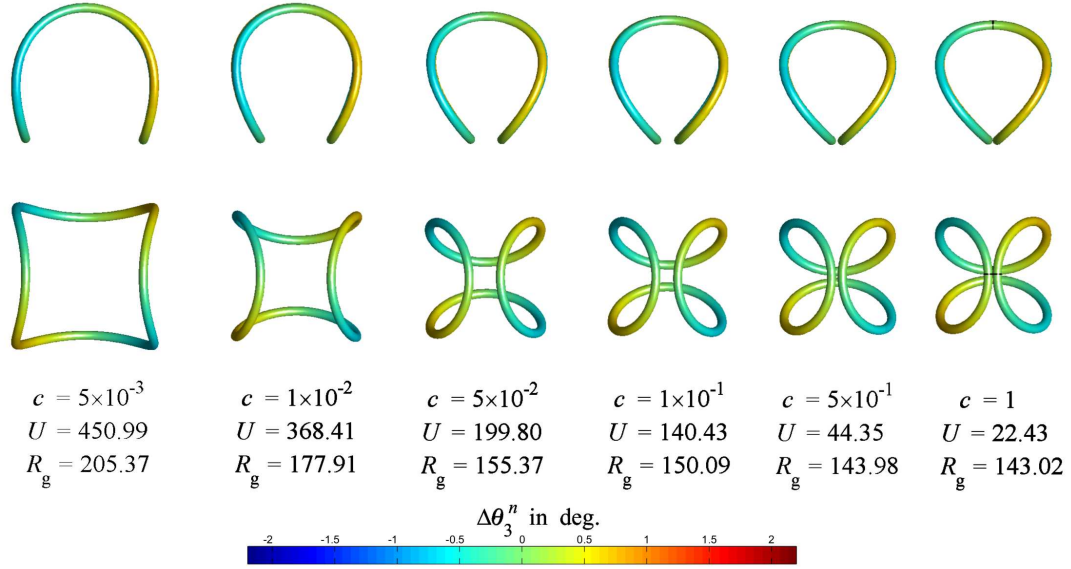 c = 5×10⁻³
U = 450.99
R_g = 205.37
c = 1×10⁻²
U = 368.41
R_g = 177.91
c = 5×10⁻²
U = 199.80
R_g = 155.37
c = 1×10⁻¹
U = 140.43
R_g = 150.09
c = 5×10⁻¹
U = 44.35
R_g = 143.98
c = 1
U = 22.43
R_g = 143.02
Δθ₃ⁿ in deg.
-2 -1.5 -1 -0.5 0 0.5 1 1.5 2